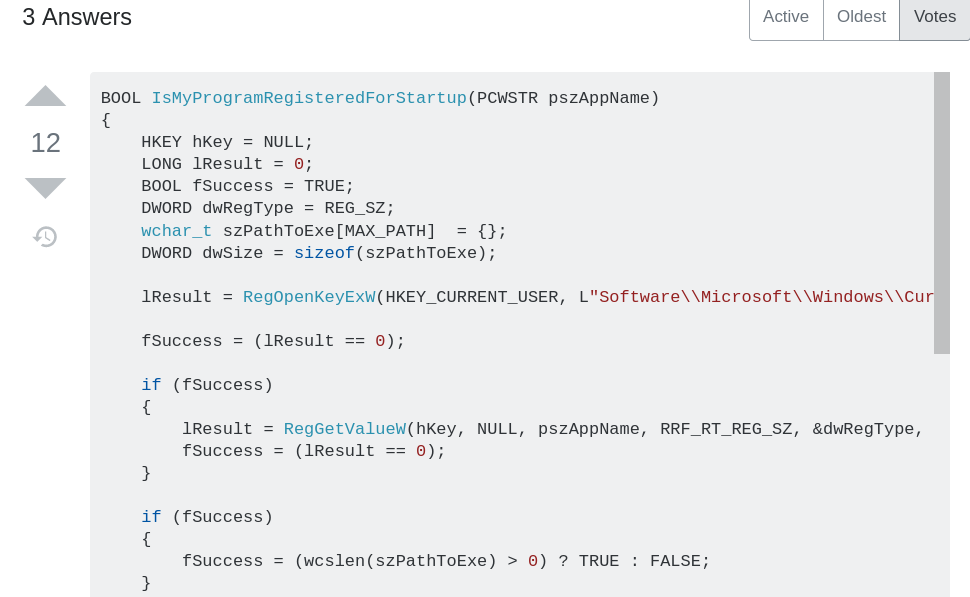 3 Answers
Active Oldest Votes
12
BOOL IsMyProgramRegisteredForStartup(PCWSTR pszAppName)
{
    HKEY hKey = NULL;
    LONG lResult = 0;
    BOOL fSuccess = TRUE;
    DWORD dwRegType = REG_SZ;
    wchar_t szPathToExe[MAX_PATH]  = {};
    DWORD dwSize = sizeof(szPathToExe);

    lResult = RegOpenKeyExW(HKEY_CURRENT_USER, L"Software\\Microsoft\\Windows\\Cur

    fSuccess = (lResult == 0);

    if (fSuccess)
    {
        lResult = RegGetValueW(hKey, NULL, pszAppName, RRF_RT_REG_SZ, &dwRegType,
        fSuccess = (lResult == 0);
    }

    if (fSuccess)
    {
        fSuccess = (wcslen(szPathToExe) > 0) ? TRUE : FALSE;
    }